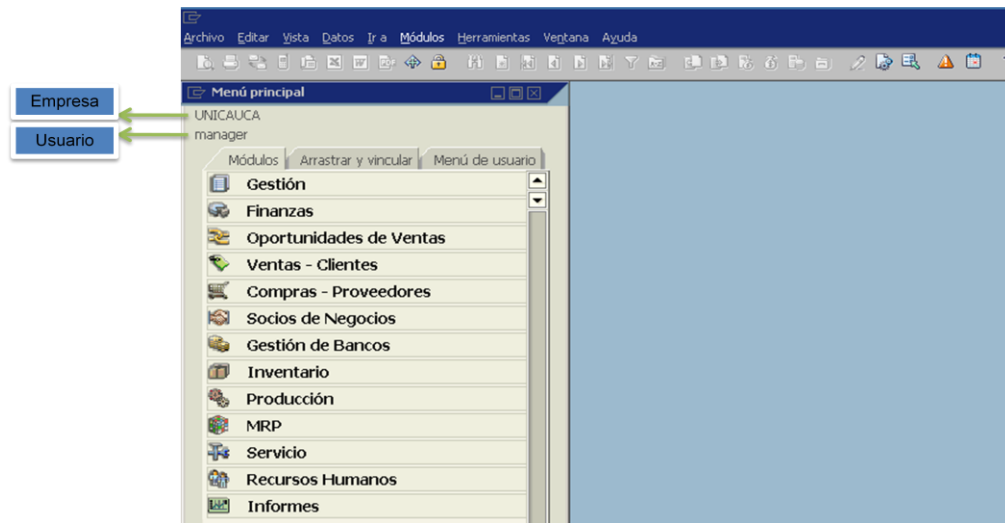 Archivo Editar Vista Datos Ir a Módulos Herramientas Ventana Ayuda
Menú principal
Empresa
UNICAUCA
Usuario
manager
Módulos Arrastrar y vincular Menú de usuario
Gestión
Finanzas
Oportunidades de Ventas
Ventas - Clientes
Compras - Proveedores
Socios de Negocios
Gestión de Bancos
Inventario
Producción
MRP
Servicio
Recursos Humanos
Informes